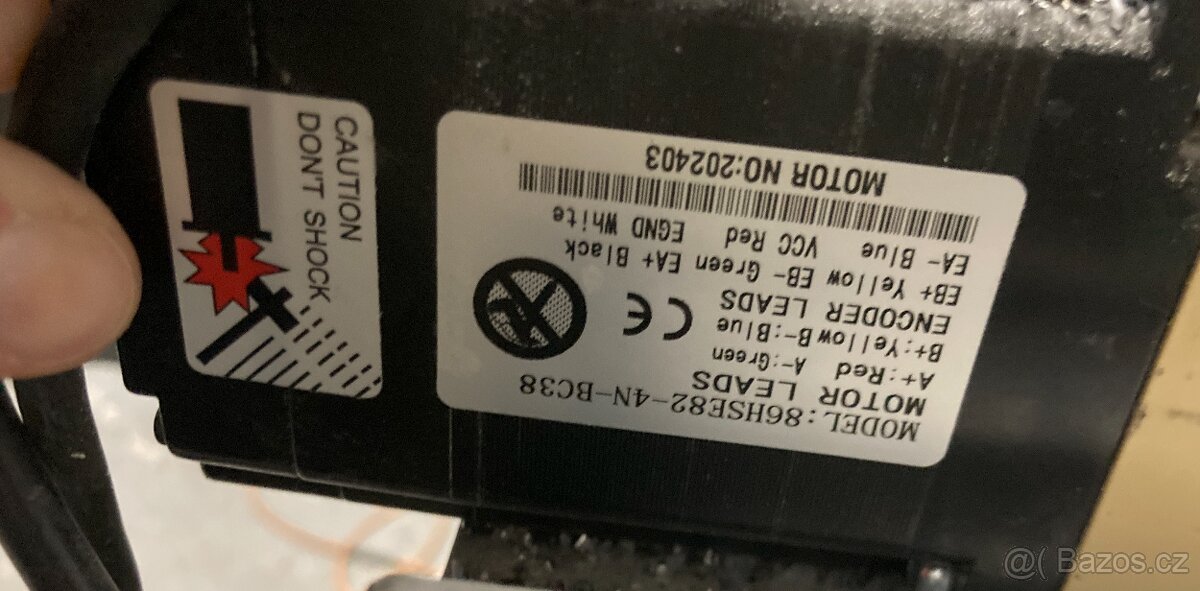 MODEL:86HSE82-4N-BC38
MOTOR LEADS
A+:Red A-:Green
B+:Yellow B-:Blue
ENCODER LEADS
EB+ Yellow EB- Green EA+ Black
EA- Blue VCC Red EGND White
MOTOR NO:202403
CE
CAUTION
DON'T SHOCK
@( Bazos.cz